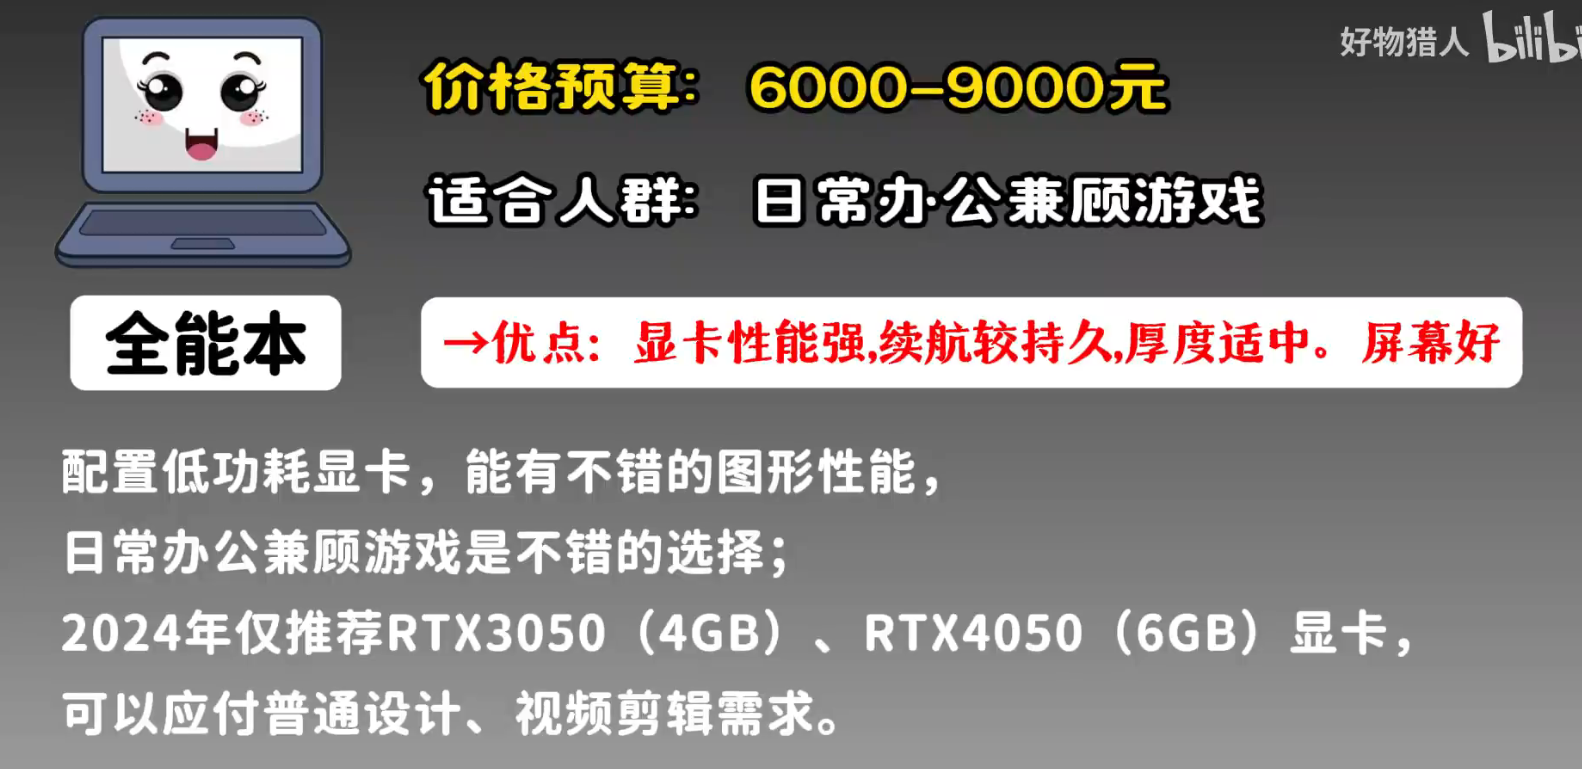 好物猎人 bilibi
价格预算： 6000-9000元
适合人群： 日常办公兼顾游戏
全能本
→优点：显卡性能强,续航较持久,厚度适中。屏幕好
配置低功耗显卡，能有不错的图形性能，
日常办公兼顾游戏是不错的选择；
2024年仅推荐RTX3050（4GB）、RTX4050（6GB）显卡，
可以应付普通设计、视频剪辑需求。